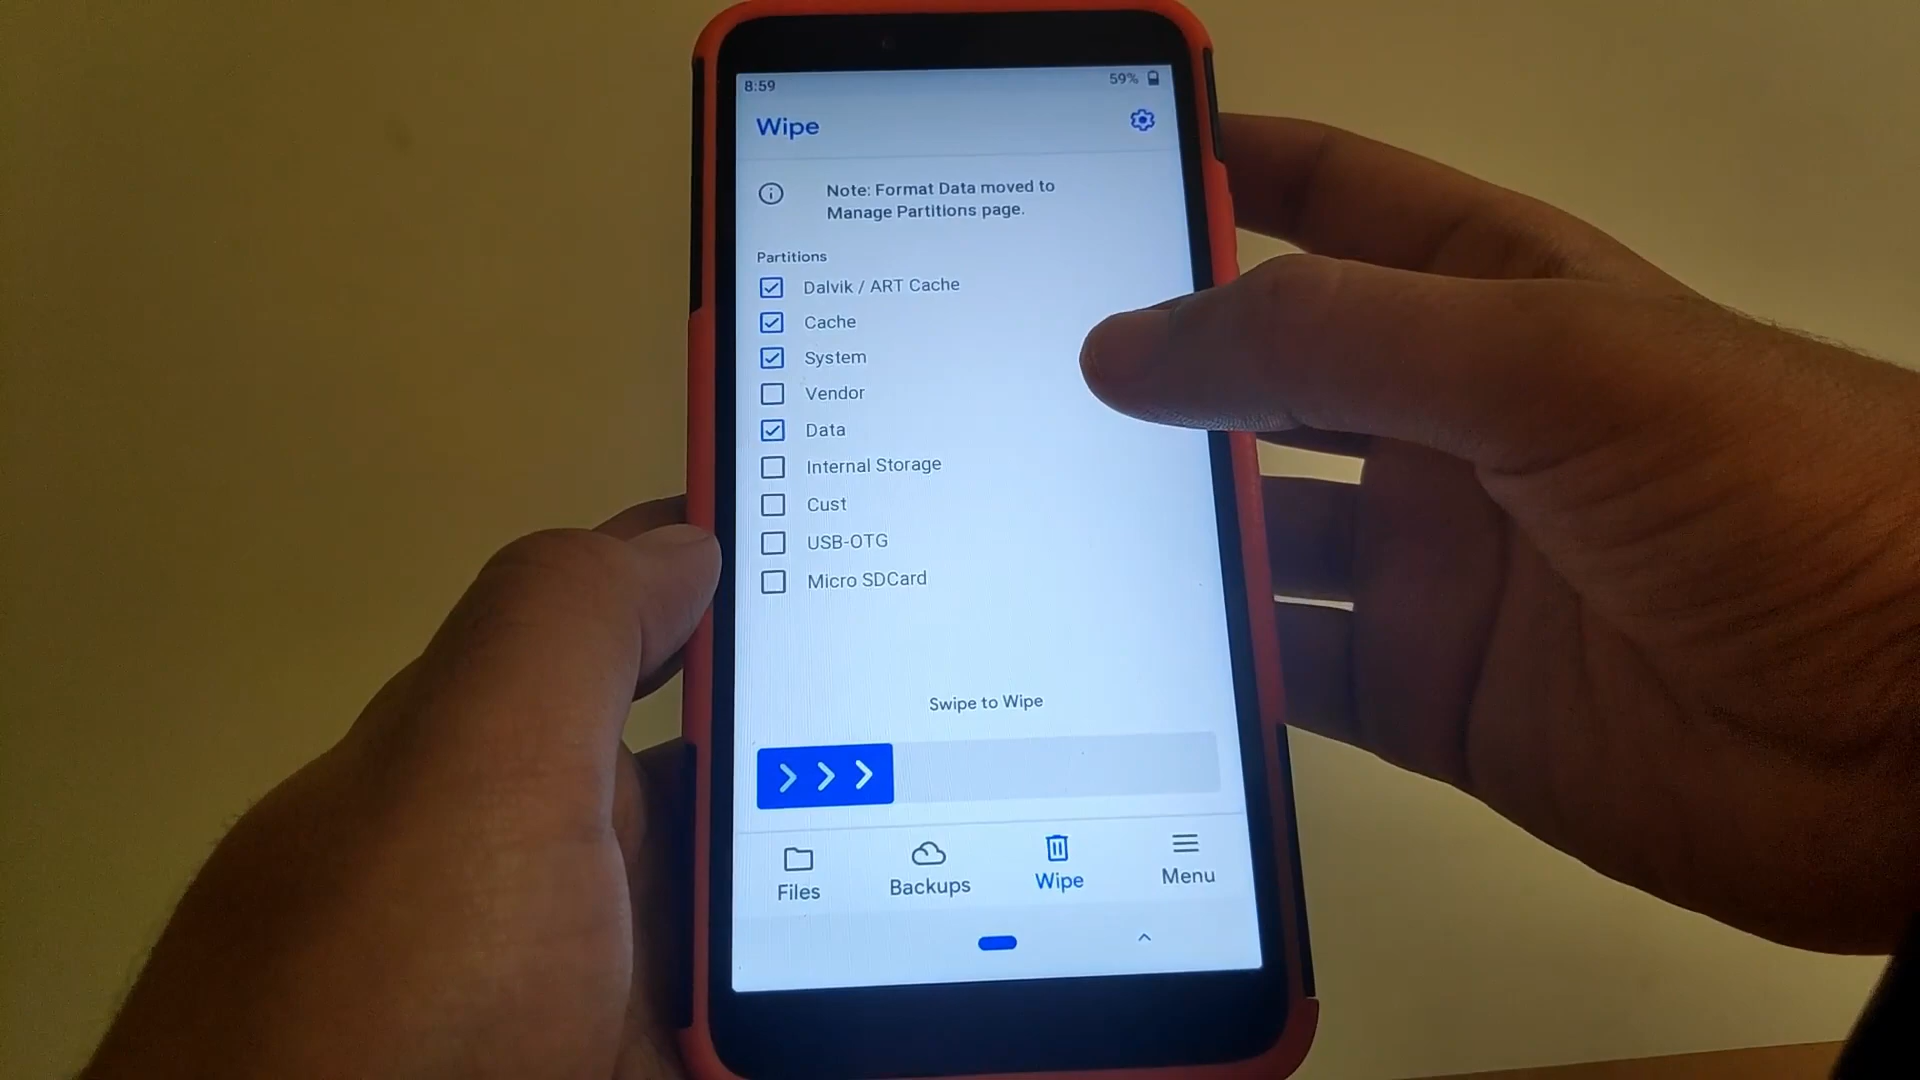 8:59
59%
Wipe
Note: Format Data moved to
Manage Partitions page.
Partitions
Dalvik / ART Cache
Cache
System
Vendor
Data
Internal Storage
Cust
USB-OTG
Micro SDCard
Swipe to Wipe
Files
Backups
Wipe
Menu